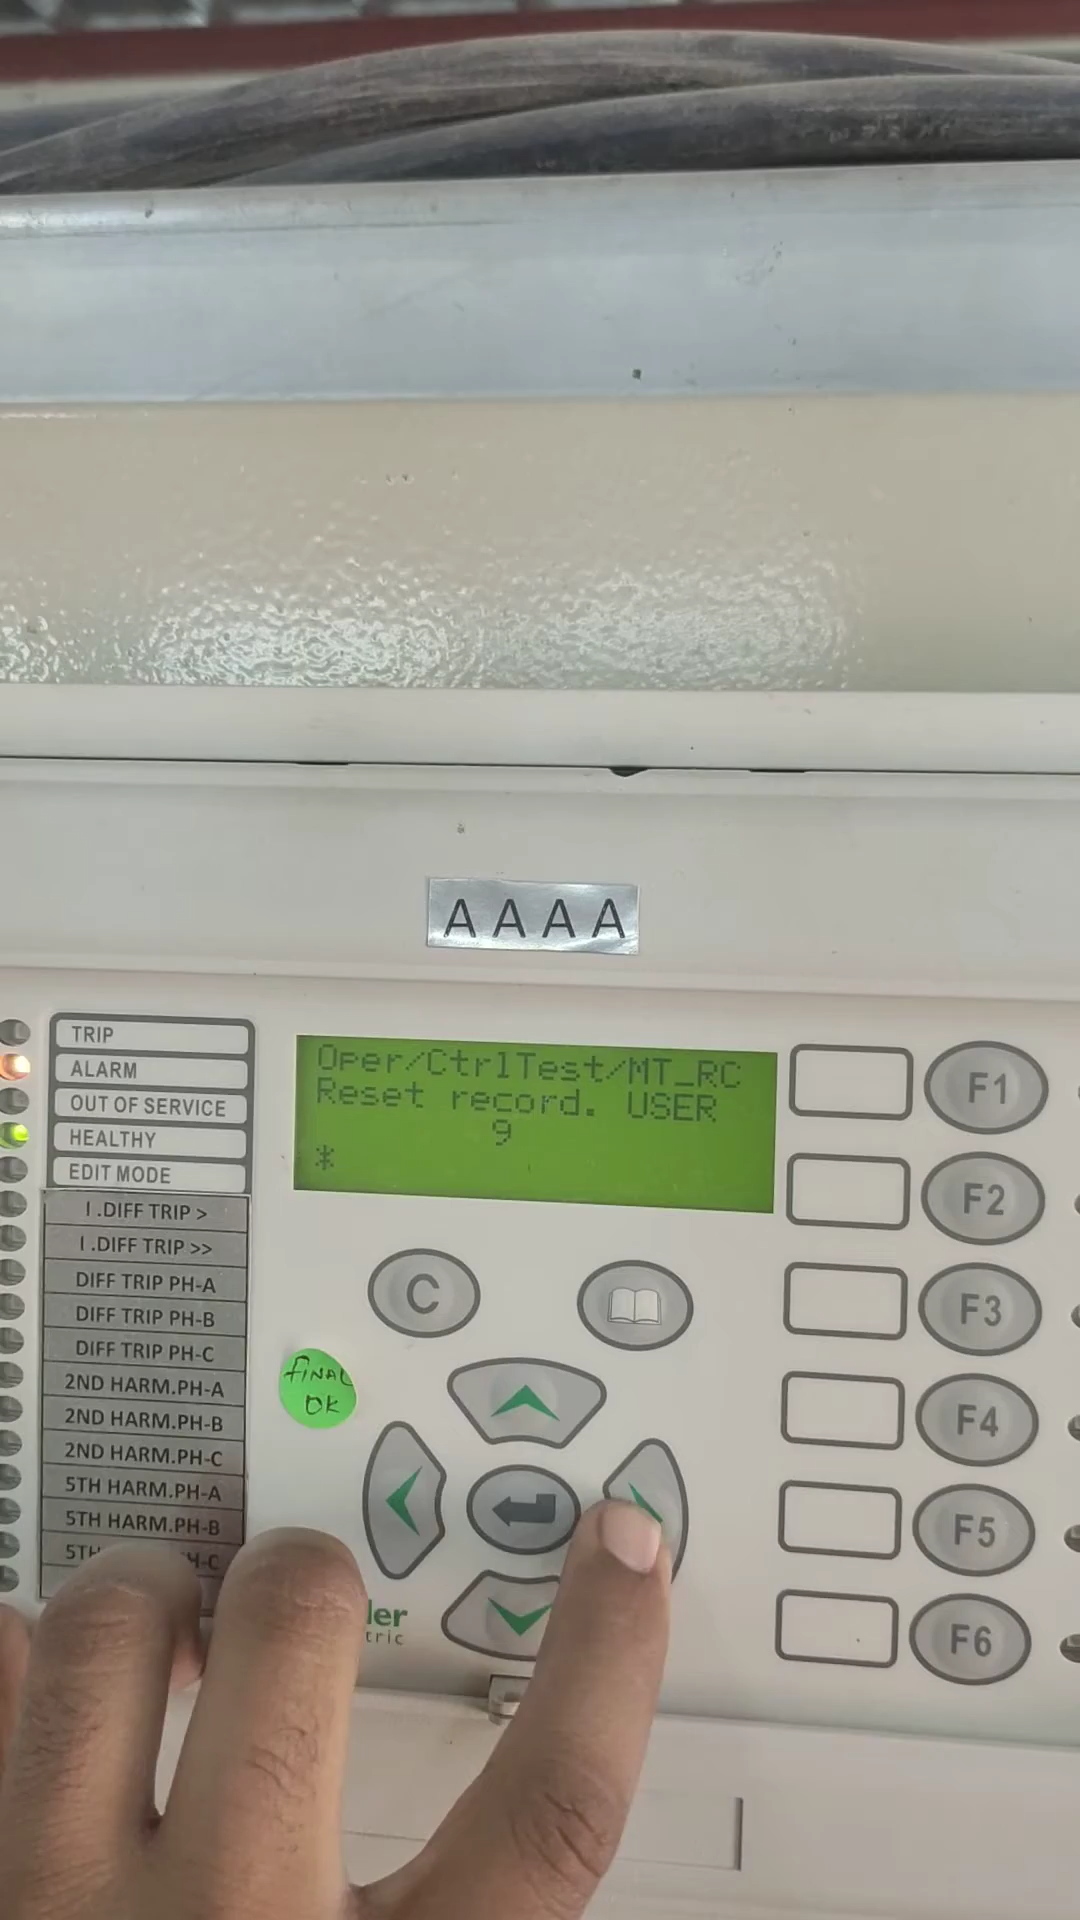 AAAA
TRIP
ALARM
OUT OF SERVICE
HEALTHY
EDIT MODE
I .DIFF TRIP >
I .DIFF TRIP >>
DIFF TRIP PH-A
DIFF TRIP PH-B
DIFF TRIP PH-C
2ND HARM.PH-A
2ND HARM.PH-B
2ND HARM.PH-C
5TH HARM.PH-A
5TH HARM.PH-B
5TH
H-C
Oper/CtrlTest/MT_RC
Reset record. USER
9
*
C
FINAL
OK
F1
F2
F3
F4
F5
F6